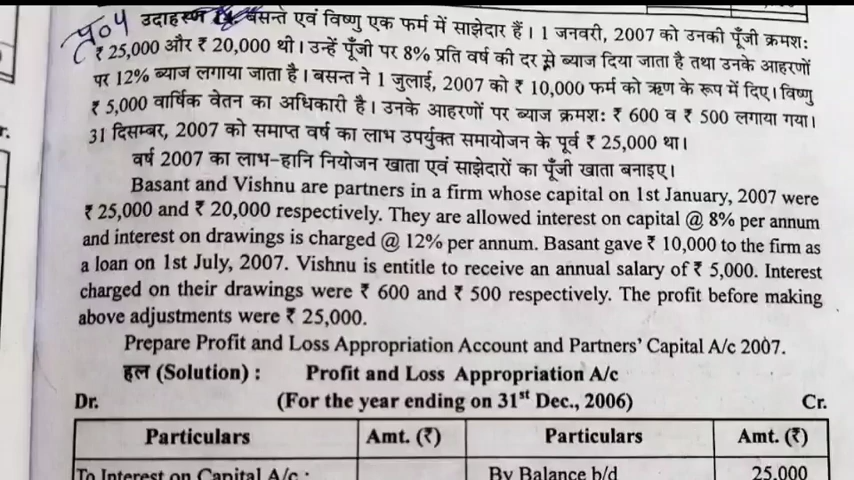 प्र०4 उदाहरण बसन्त एवं विष्णु एक फर्म में साझेदार हैं। 1 जनवरी, 2007 को उनकी पूँजी क्रमशः
₹ 25,000 और ₹ 20,000 थी। उन्हें पूँजी पर 8% प्रति वर्ष की दर से ब्याज दिया जाता है तथा उनके आहरणों
पर 12% ब्याज लगाया जाता है। बसन्त ने 1 जुलाई, 2007 को ₹ 10,000 फर्म को ऋण के रूप में दिए। विष्णु
₹ 5,000 वार्षिक वेतन का अधिकारी है। उनके आहरणों पर ब्याज क्रमशः ₹ 600 व ₹ 500 लगाया गया।
31 दिसम्बर, 2007 को समाप्त वर्ष का लाभ उपर्युक्त समायोजन के पूर्व ₹ 25,000 था।
वर्ष 2007 का लाभ-हानि नियोजन खाता एवं साझेदारों का पूँजी खाता बनाइए।
Basant and Vishnu are partners in a firm whose capital on 1st January, 2007 were
₹ 25,000 and ₹ 20,000 respectively. They are allowed interest on capital @ 8% per annum
and interest on drawings is charged @ 12% per annum. Basant gave ₹ 10,000 to the firm as
a loan on 1st July, 2007. Vishnu is entitle to receive an annual salary of ₹ 5,000. Interest
charged on their drawings were ₹ 600 and ₹ 500 respectively. The profit before making
above adjustments were ₹ 25,000.
Prepare Profit and Loss Appropriation Account and Partners' Capital A/c 2007.
हल (Solution) : Profit and Loss Appropriation A/c
Dr. (For the year ending on 31st Dec., 2006) Cr.
Particulars Amt. (₹) Particulars Amt. (₹)
To Interest on Capital A/c : By Balance b/d 25,000